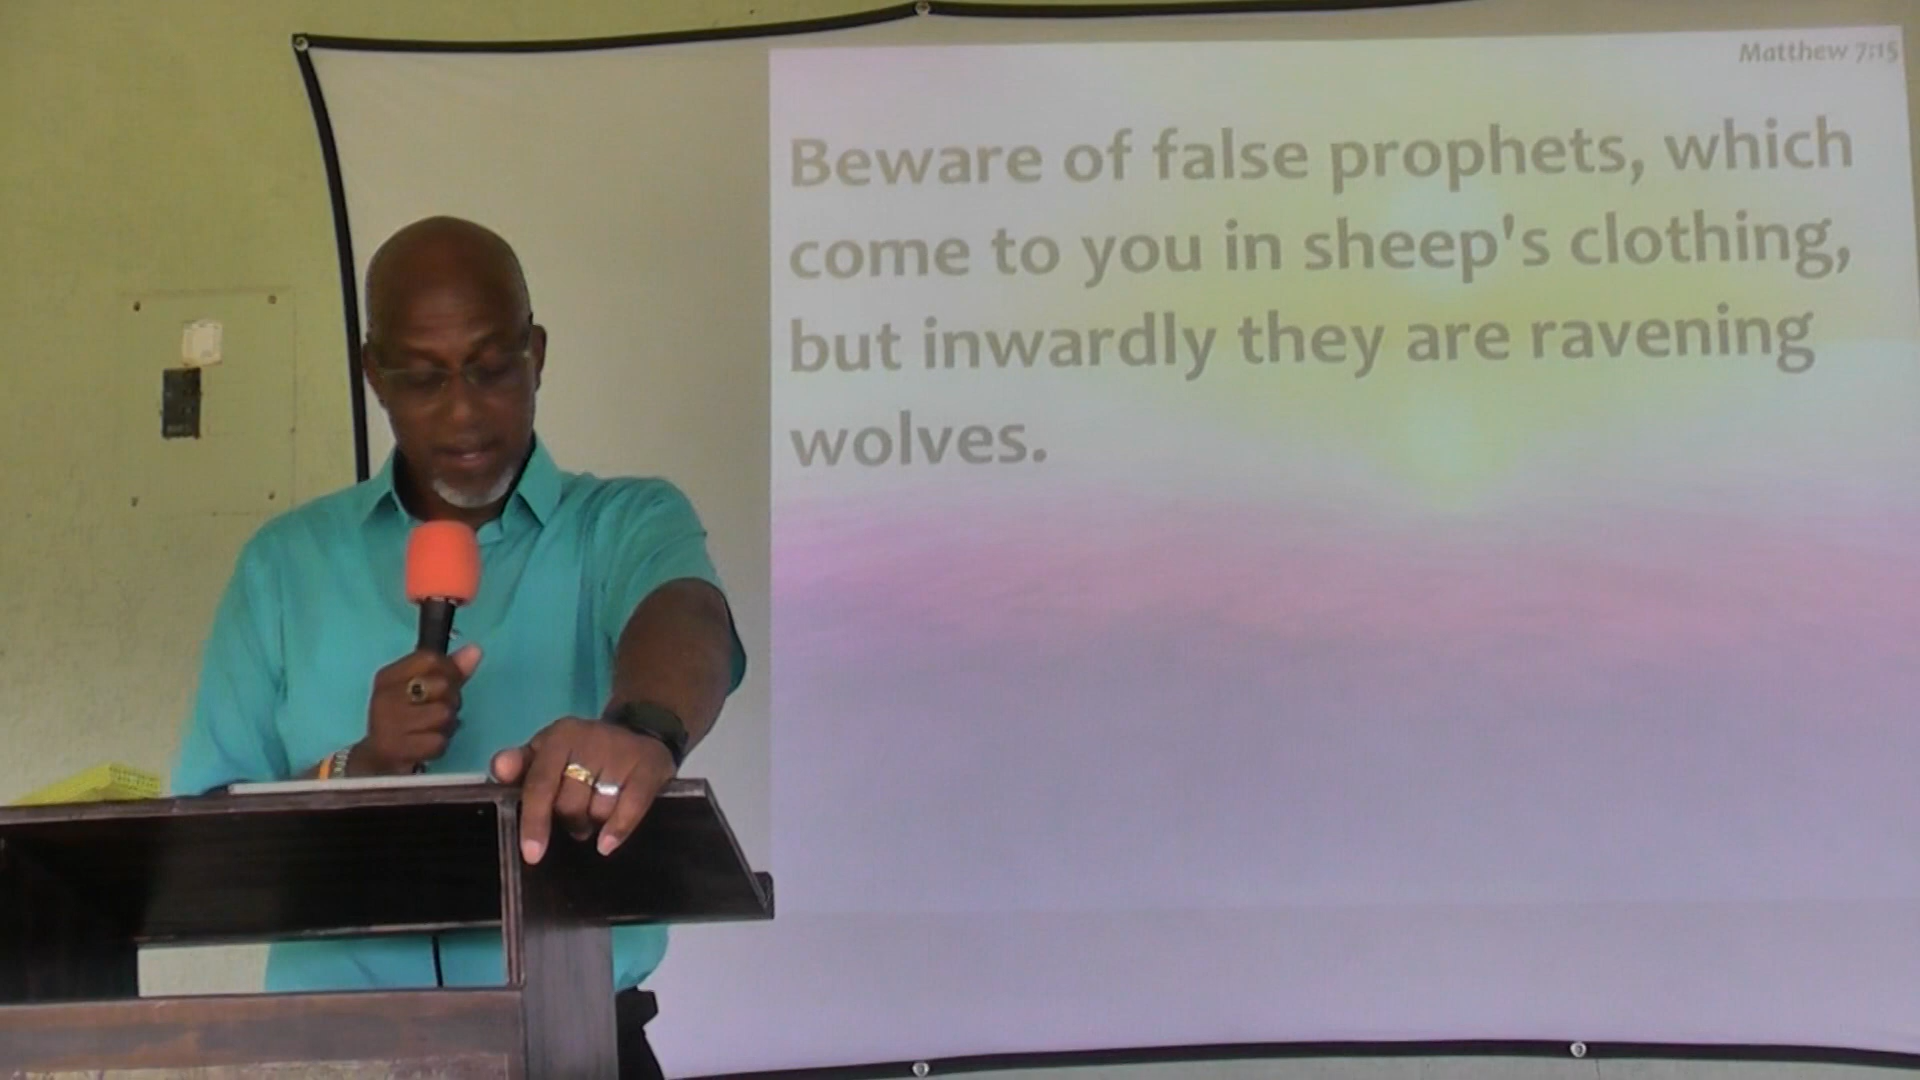 Matthew 7:15
Beware of false prophets, which
come to you in sheep's clothing,
but inwardly they are ravening
wolves.